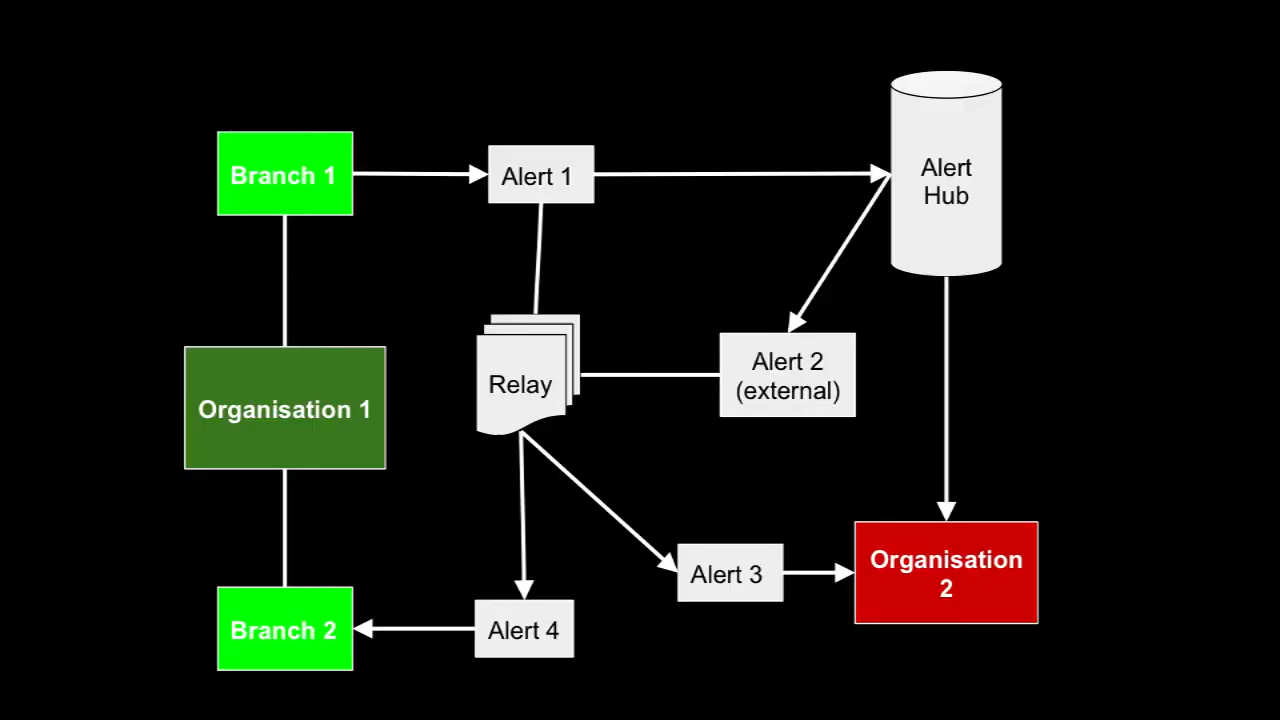 Branch 1
Alert 1
Alert
Hub
Organisation 1
Relay
Alert 2
(external)
Alert 3
Organisation
2
Branch 2
Alert 4